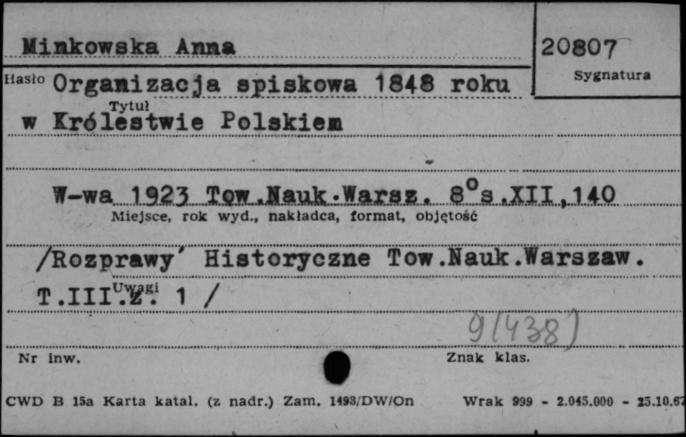 Minkowska Anna
20807
Hasło
Sygnatura
Organizacja spiskowa 1848 roku
Tytuł
w Królestwie Polskiem
W-wa 1923 Tow.Nauk.Warsz. 8°s.XII,140
Miejsce, rok wyd., nakładca, format, objętość
/Rozprawy Historyczne Tow.Nauk.Warszaw.
Uwagi
T.III.z. 1 /
9(438)
Nr inw.
Znak klas.
CWD B 15a Karta katal. (z nadr.) Zam. 1493/DW/On
Wrak 999 - 2.045.000 - 25.10.67